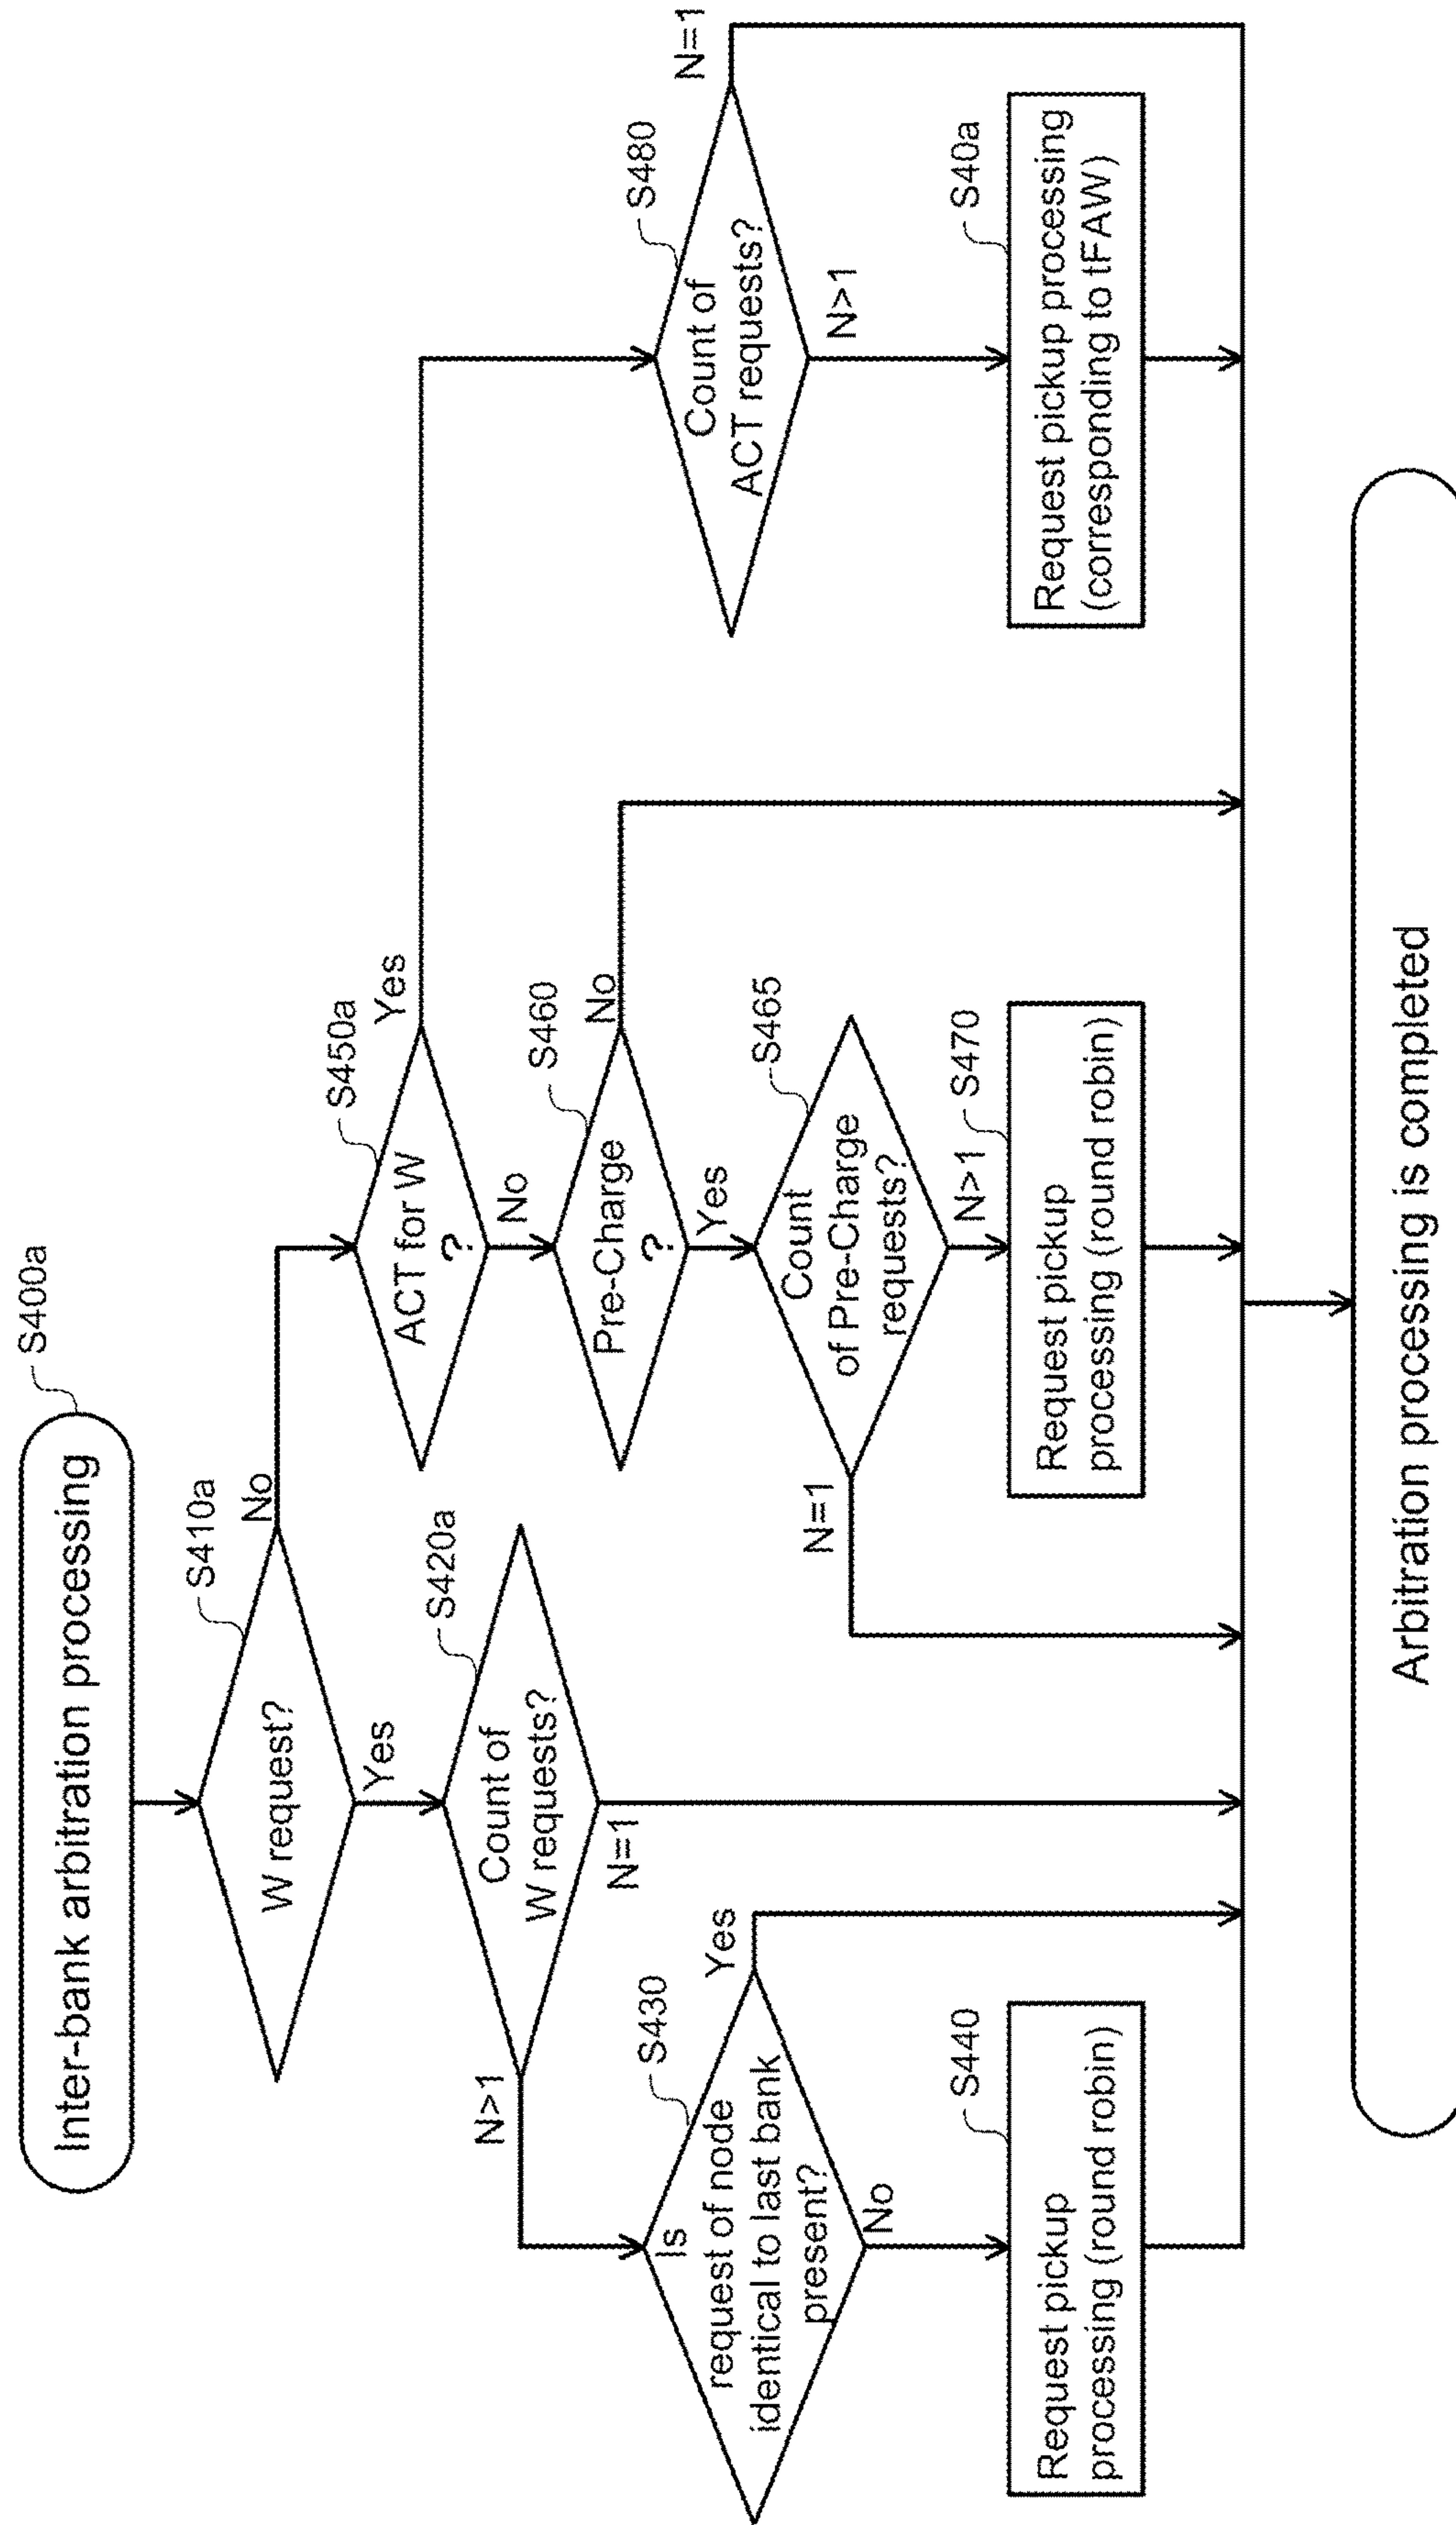 Inter-bank arbitration processing
S400a
W request?
S410a
No
Yes
Count of
W requests?
S420a
N>1
N=1
Is
request of node
identical to last bank
present?
S430
Yes
No
Request pickup
processing (round robin)
S440
ACT for W
?
S450a
Yes
No
Pre-Charge
?
S460
No
Yes
Count
of Pre-Charge
requests?
S465
N=1
N>1
Request pickup
processing (round robin)
S470
Count of
ACT requests?
S480
N=1
N>1
Request pickup processing
(corresponding to tFAW)
S40a
Arbitration processing is completed